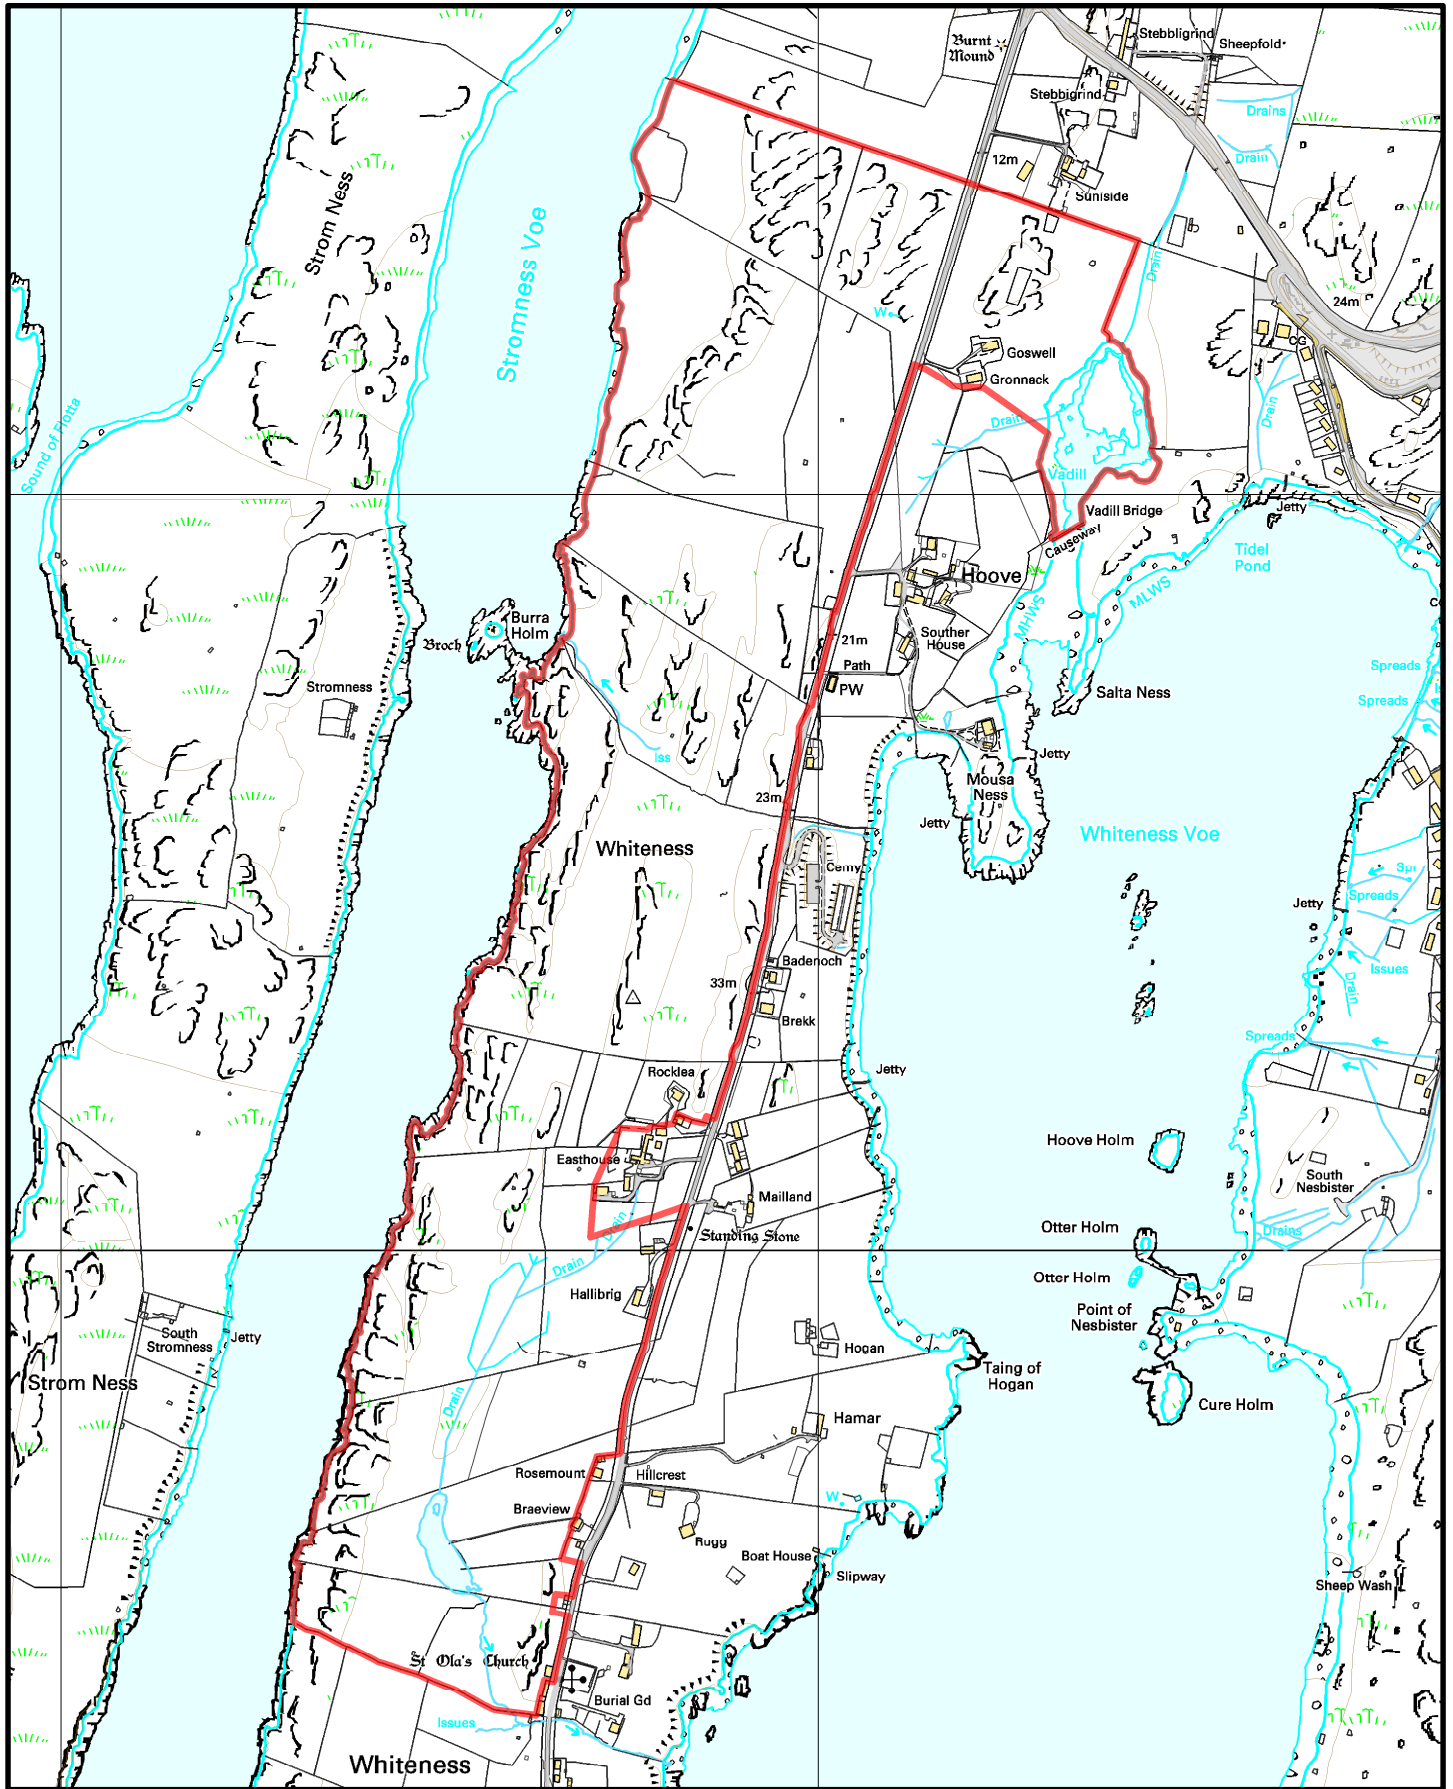 Burnt
Mound
Stebbligrind
Sheepfold
Stebbigrind
Drains
Drain
12m
Suniside
Strom Ness
Stromness Voe
Drain
24m
W
Goswell
CG
Gronnack
Drain
Drain
Sound of Flotta
Vadill
Vadill Bridge
Jetty
Causeway
Tidel
Pond
Hoove
MLWS
MHWS
Burra
Holm
Broch
21m
Souther
House
Path
PW
Spreads
Salta Ness
Stromness
Spreads
Iss
Jetty
Mousa
Ness
23m
Jetty
Whiteness Voe
Whiteness
Cemy
Spr
Spreads
Jetty
Badenoch
Issues
33m
Drain
Brekk
Spreads
Rocklea
Jetty
Hoove Holm
Easthouse
South
Nesbister
Mailland
Drain
Standing Stone
Otter Holm
Drains
Drain
Otter Holm
Hallibrig
Point of
Nesbister
South
Stromness
Jetty
Hogan
Taing of
Hogan
Strom Ness
Drain
Cure Holm
Hamar
Rosemount
Hillcrest
W
Braeview
Rugg
Boat House
Slipway
Sheep Wash
St Ola's Church
Burial Gd
Issues
Whiteness